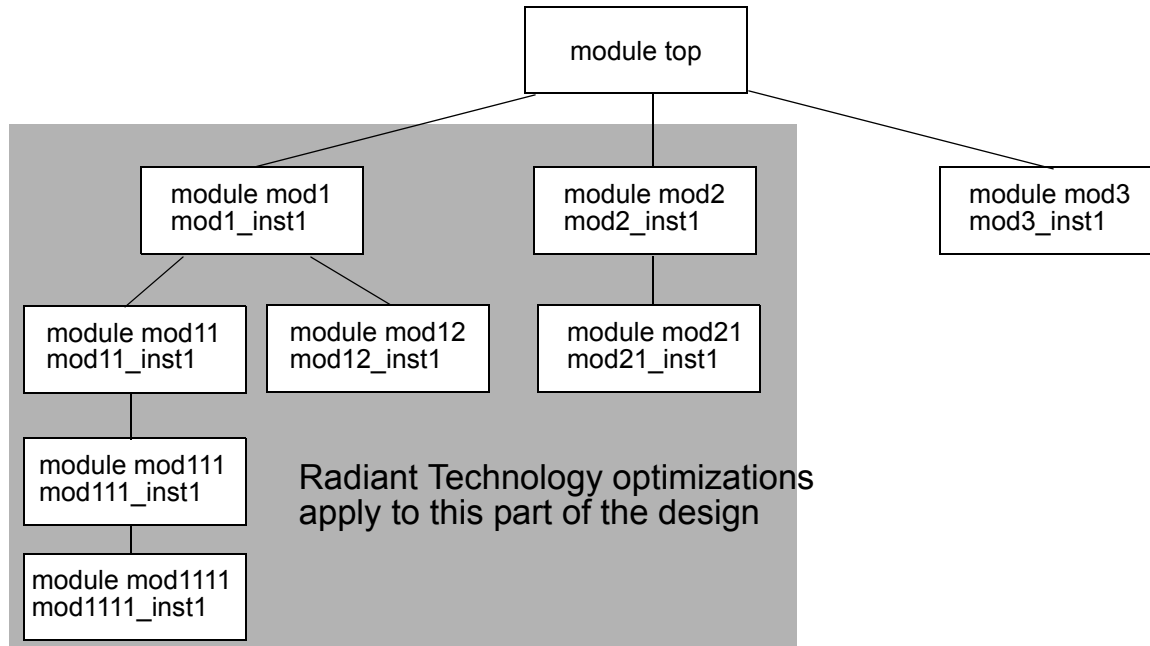 module top
module mod1
mod1_inst1
module mod2
mod2_inst1
module mod3
mod3_inst1
module mod11
mod11_inst1
module mod12
mod12_inst1
module mod21
mod21_inst1
module mod111
mod111_inst1
Radiant Technology optimizations
apply to this part of the design
module mod1111
mod1111_inst1